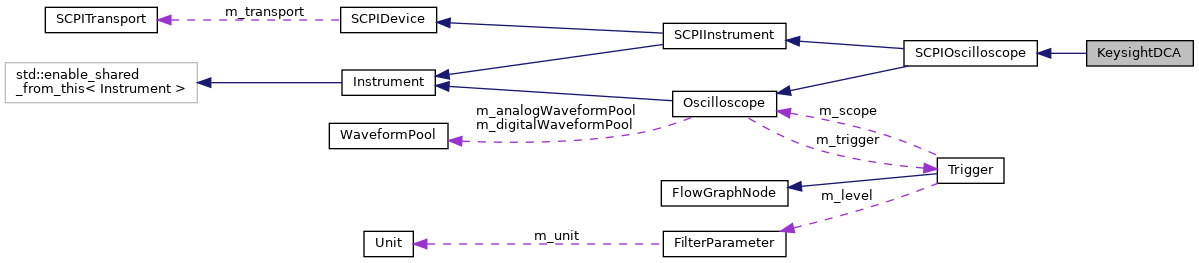 SCPITransport
m_transport
SCPIDevice
SCPIInstrument
SCPIOscilloscope
KeysightDCA
std::enable_shared
_from_this< Instrument >
Instrument
Oscilloscope
m_analogWaveformPool
m_digitalWaveformPool
WaveformPool
m_scope
m_trigger
Trigger
FlowGraphNode
m_level
Unit
m_unit
FilterParameter